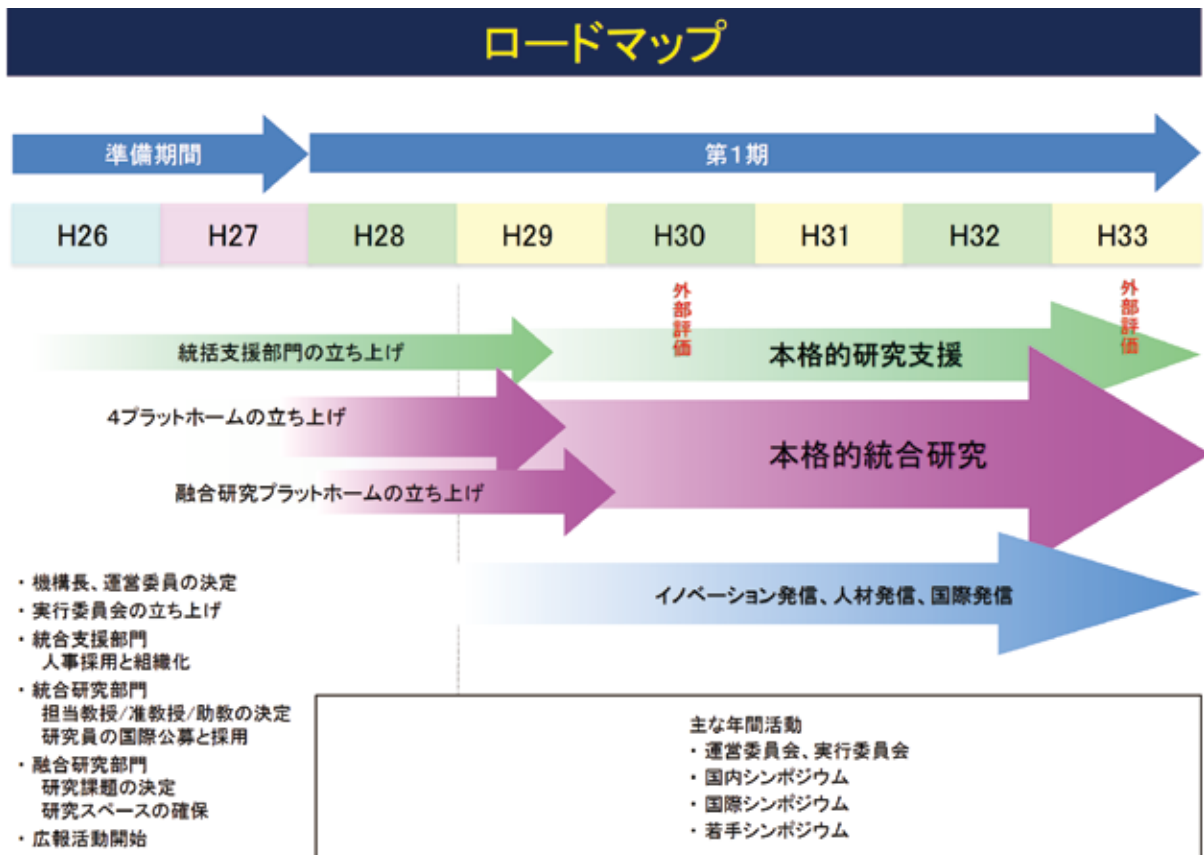 ロードマップ
準備期間
第1期
H26
H27
H28
H29
H30
H31
H32
H33
外部評価
外部評価
統括支援部門の立ち上げ
本格的研究支援
4プラットホームの立ち上げ
本格的統合研究
融合研究プラットホームの立ち上げ
イノベーション発信、人材発信、国際発信
・機構長、運営委員の決定
・実行委員会の立ち上げ
・統合支援部門
人事採用と組織化
・統合研究部門
担当教授/准教授/助教の決定
研究員の国際公募と採用
・融合研究部門
研究課題の決定
研究スペースの確保
・広報活動開始
主な年間活動
・運営委員会、実行委員会
・国内シンポジウム
・国際シンポジウム
・若手シンポジウム